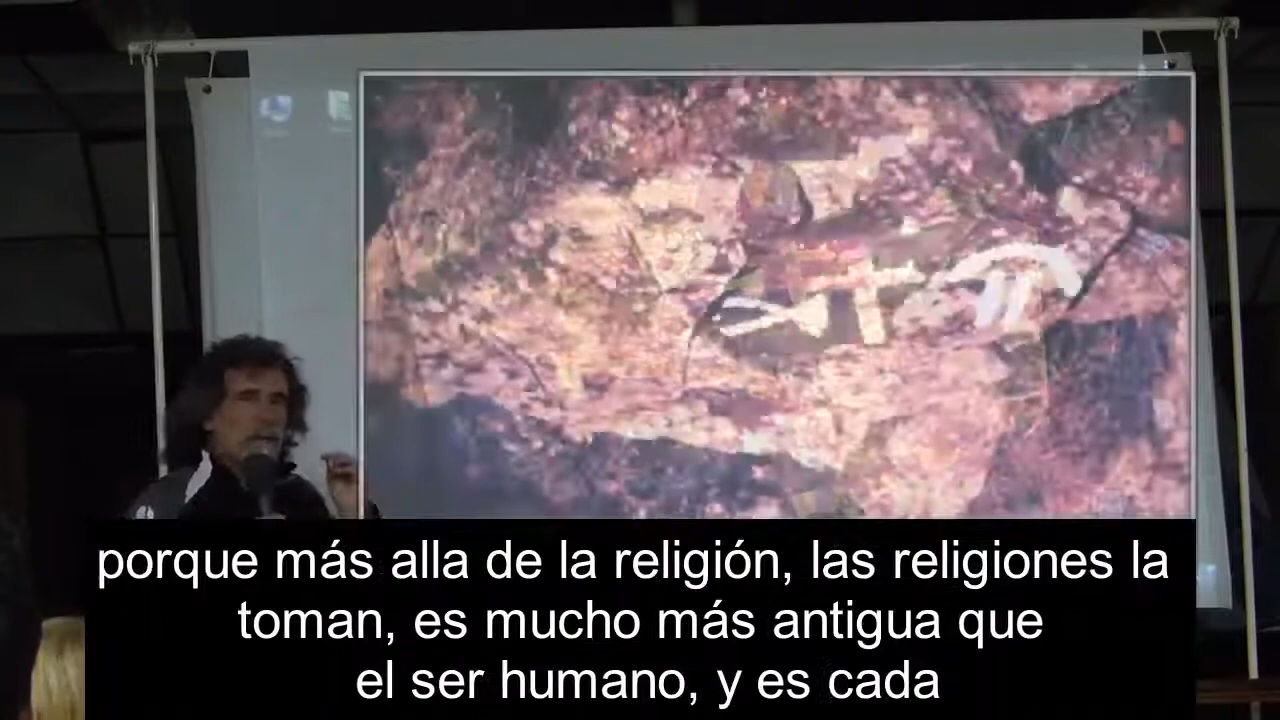 porque más alla de la religión, las religiones la
toman, es mucho más antigua que
el ser humano, y es cada